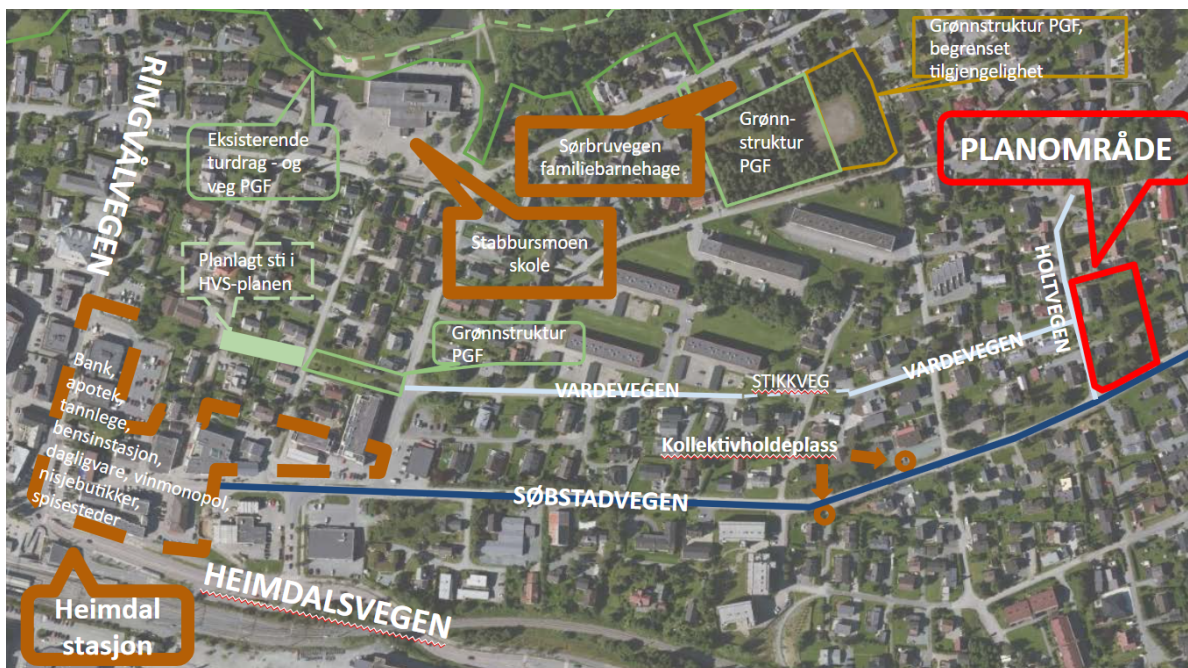 Grønnstruktur PGF,
begrenset
tilgjengelighet
RINGVÅLVEGEN
Eksisterende
turdrag - og
veg PGF
Sørbruvegen
familiebarnehage
Grønn-
struktur
PGF
PLANOMRÅDE
Stabbursmoen
skole
Planlagt sti i
HVS-planen
HOLTVEGEN
Grønnstruktur
PGF
Bank,
apotek,
tannlege,
bensinstasjon,
dagligvare, vinmonopol,
nisjebutikker,
spisesteder
VARDEVEGEN
STIKKVEG
VARDEVEGEN
Kollektivholdeplass
SØBSTADVEGEN
HEIMDALSVEGEN
Heimdal
stasjon